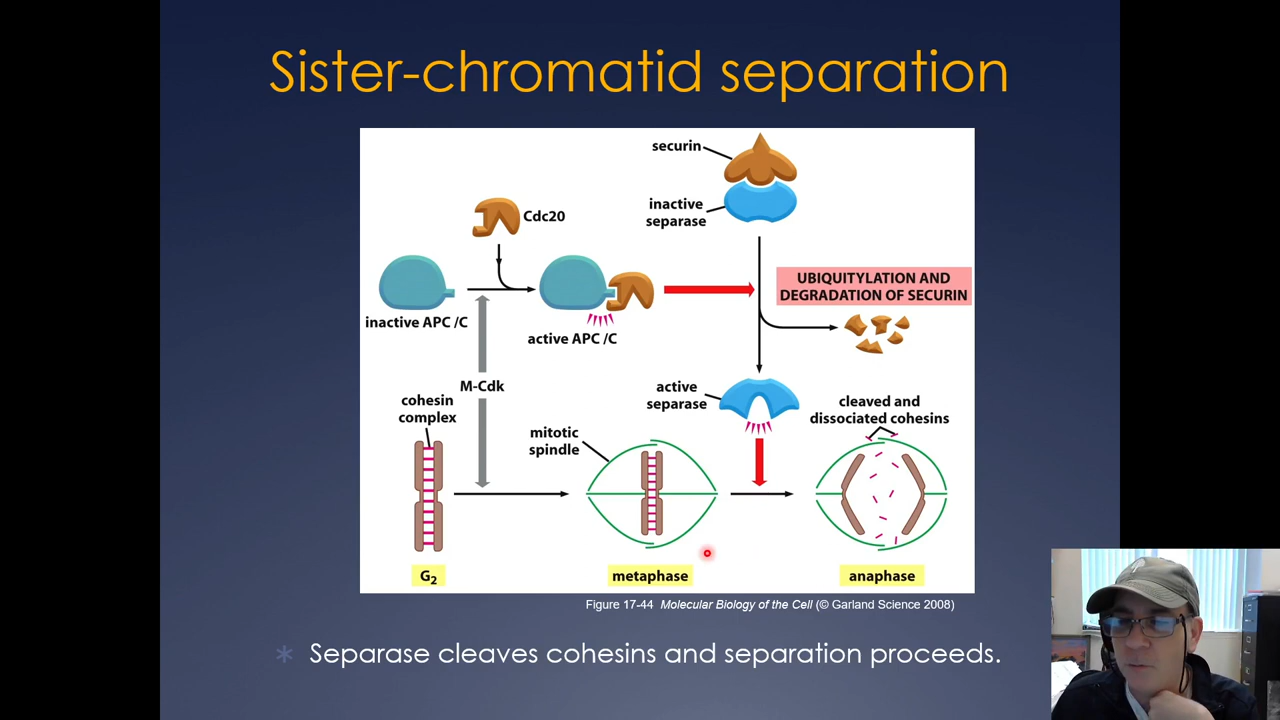 Sister-chromatid separation
securin
inactive
separase
Cdc20
UBIQUITYLATION AND
DEGRADATION OF SECURIN
inactive APC/C
active APC/C
M-Cdk
active
separase
cohesin
complex
mitotic
spindle
cleaved and
dissociated cohesins
G2
metaphase
anaphase
Figure 17-44 Molecular Biology of the Cell (© Garland Science 2008)
* Separase cleaves cohesins and separation proceeds.